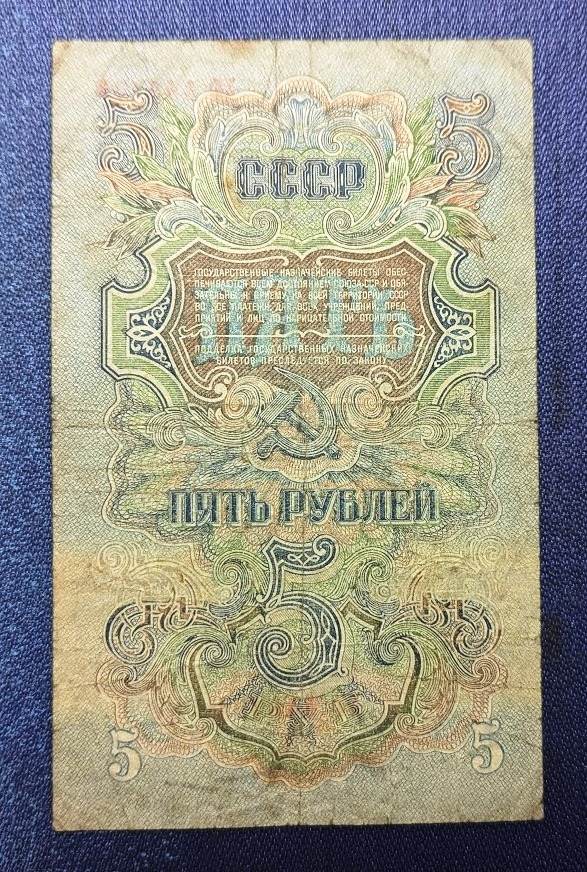 5 5
СССР
ГОСУДАРСТВЕННЫЕ КАЗНАЧЕЙСКИЕ БИЛЕТЫ ОБЕС
ПЕЧИВАЮТСЯ ВСЕМ ДОСТОЯНИЕМ СОЮЗА ССР И ОБЯ
ЗАТЕЛЬНЫ К ПРИЕМУ НА ВСЕЙ ТЕРРИТОРИИ СССР
ВО ВСЕ ПЛАТЕЖИ ДЛЯ ВСЕХ УЧРЕЖДЕНИЙ, ПРЕД
ПРИЯТИЙ И ЛИЦ ПО НАРИЦАТЕЛЬНОЙ СТОИМОСТИ.
ПЯТЬ
ПОДДЕЛКА ГОСУДАРСТВЕННЫХ КАЗНАЧЕЙСКИХ
БИЛЕТОВ ПРЕСЛЕДУЕТСЯ ПО ЗАКОНУ
ПЯТЬ РУБЛЕЙ
5
5 5